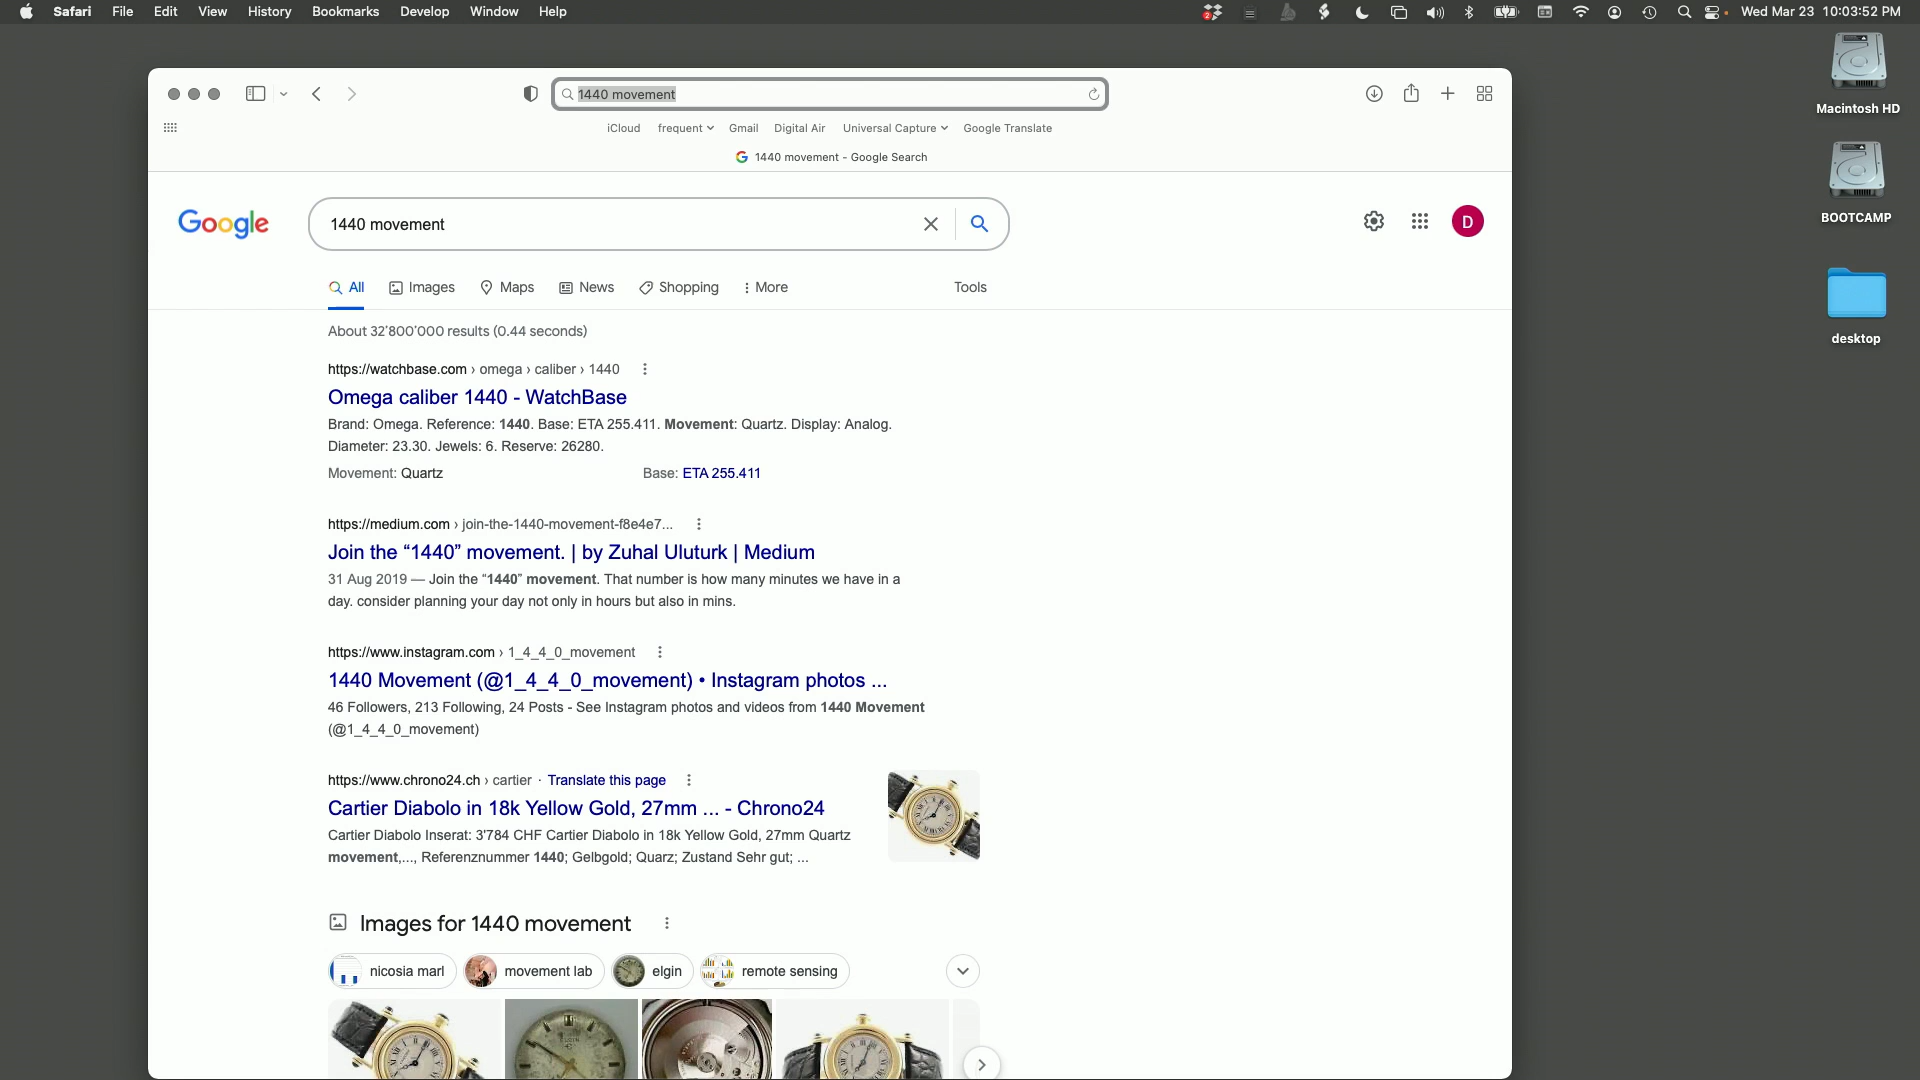 Safari File Edit View History Bookmarks Develop Window Help
2
Wed Mar 23 10:03:52 PM
Macintosh HD
BOOTCAMP
desktop
1440 movement
iCloud frequent Gmail Digital Air Universal Capture Google Translate
1440 movement - Google Search
Google
1440 movement
D
All Images Maps News Shopping More Tools
About 32'800'000 results (0.44 seconds)
https://watchbase.com › omega › caliber › 1440
Omega caliber 1440 - WatchBase
Brand: Omega. Reference: 1440. Base: ETA 255.411. Movement: Quartz. Display: Analog.
Diameter: 23.30. Jewels: 6. Reserve: 26280.
Movement: Quartz Base: ETA 255.411
https://medium.com › join-the-1440-movement-f8e4e7...
Join the “1440” movement. | by Zuhal Uluturk | Medium
31 Aug 2019 — Join the “1440” movement. That number is how many minutes we have in a
day. consider planning your day not only in hours but also in mins.
https://www.instagram.com › 1_4_4_0_movement
1440 Movement (@1_4_4_0_movement) • Instagram photos ...
46 Followers, 213 Following, 24 Posts - See Instagram photos and videos from 1440 Movement
(@1_4_4_0_movement)
https://www.chrono24.ch › cartier · Translate this page
Cartier Diabolo in 18k Yellow Gold, 27mm ... - Chrono24
Cartier Diabolo Inserat: 3'784 CHF Cartier Diabolo in 18k Yellow Gold, 27mm Quartz
movement,..., Referenznummer 1440; Gelbgold; Quarz; Zustand Sehr gut; ...
Images for 1440 movement
nicosia marl movement lab elgin remote sensing
ELGIN